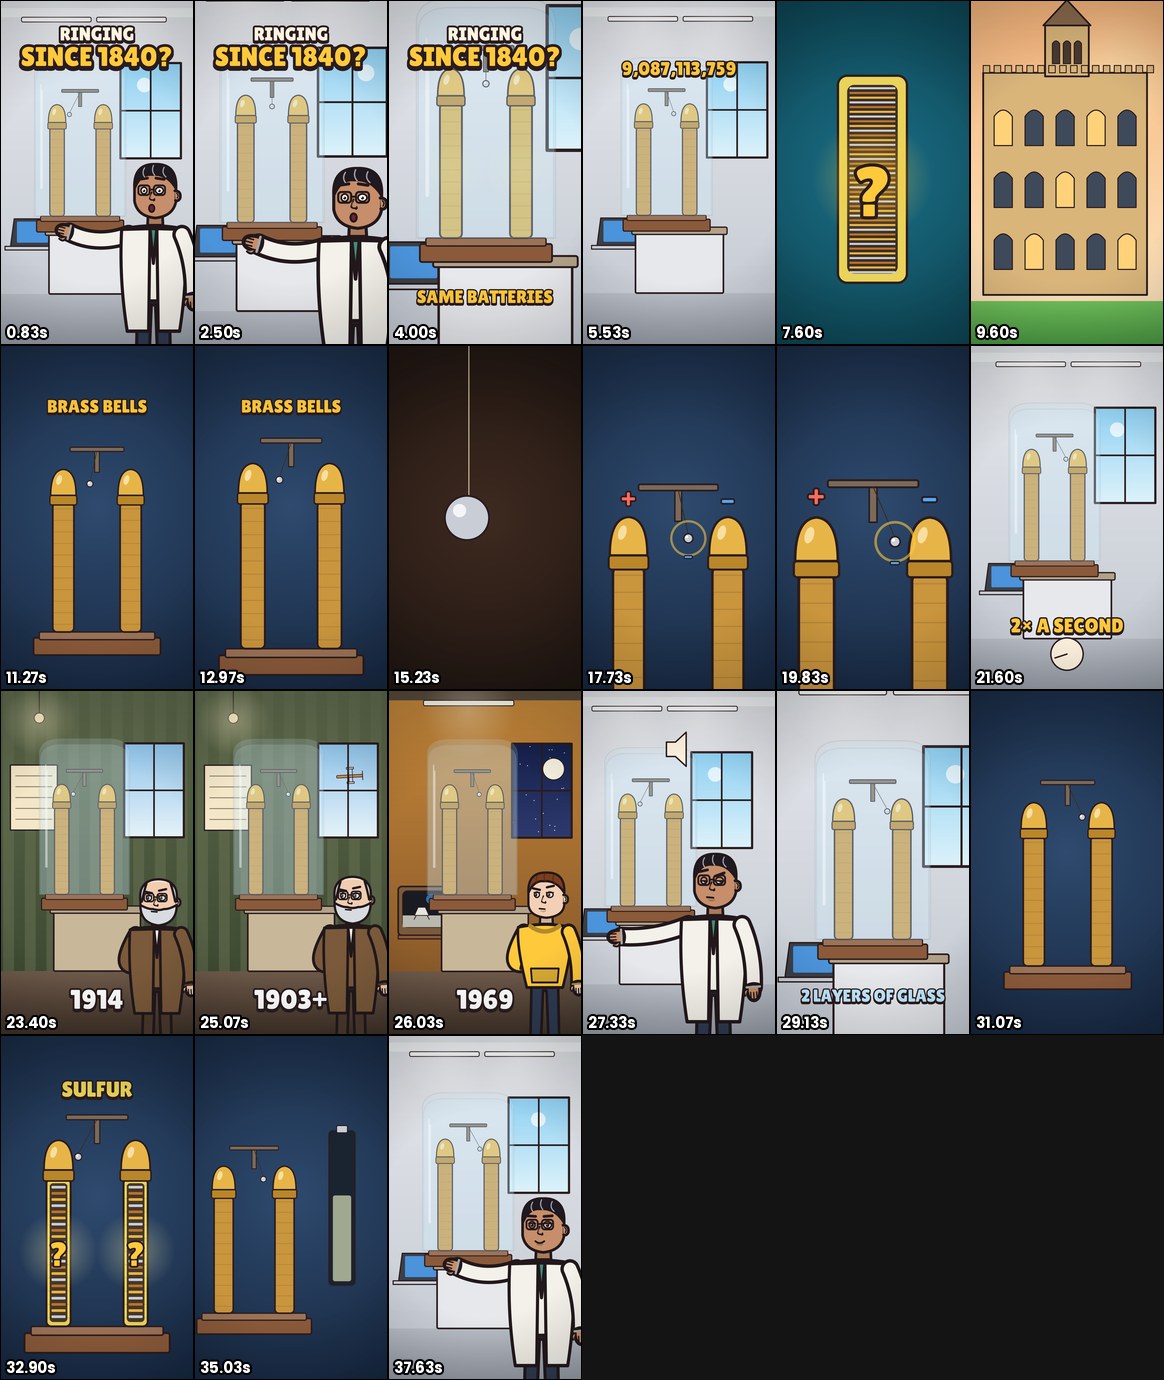 RINGING
SINCE 1840?
0.83s
RINGING
SINCE 1840?
2.50s
RINGING
SINCE 1840?
SAME BATTERIES
4.00s
9,087,113,759
5.53s
?
7.60s
9.60s
BRASS BELLS
11.27s
BRASS BELLS
12.97s
15.23s
+ −
17.73s
+ −
19.83s
2× A SECOND
21.60s
1914
23.40s
1903+
25.07s
1969
26.03s
27.33s
2 LAYERS OF GLASS
29.13s
31.07s
SULFUR
? ?
32.90s
35.03s
37.63s